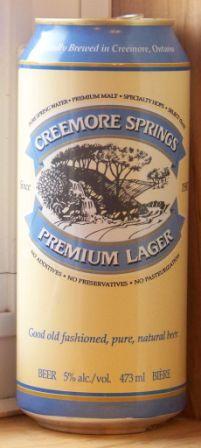 Brewed in Creemore, Ontario
SPRING WATER • PREMIUM MALT • SPECIALTY HOPS • SELECT
CREEMORE SPRINGS
Since
PREMIUM LAGER
NO ADDITIVES • NO PRESERVATIVES • NO PASTEURIZATION
Good old fashioned, pure, natural beer
BEER 5% alc./vol. 473 ml BIÈRE